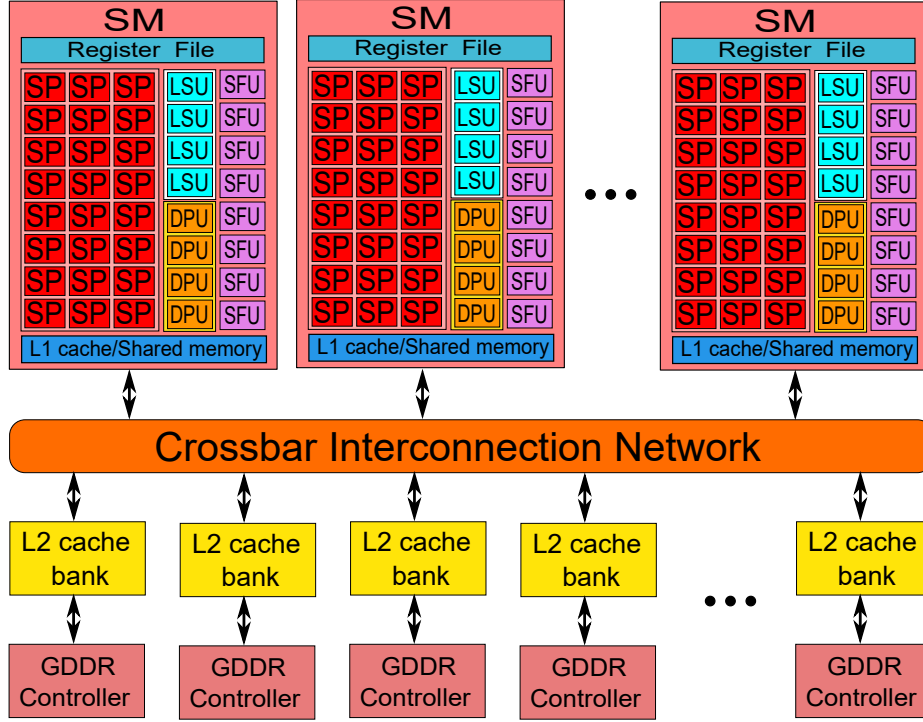 SM SM SM
Register File Register File Register File
SP SP SP LSU SFU SP SP SP LSU SFU SP SP SP LSU SFU
SP SP SP LSU SFU SP SP SP LSU SFU SP SP SP LSU SFU
SP SP SP LSU SFU SP SP SP LSU SFU SP SP SP LSU SFU
SP SP SP LSU SFU SP SP SP LSU SFU SP SP SP LSU SFU
SP SP SP DPU SFU SP SP SP DPU SFU SP SP SP DPU SFU
SP SP SP DPU SFU SP SP SP DPU SFU SP SP SP DPU SFU
SP SP SP DPU SFU SP SP SP DPU SFU SP SP SP DPU SFU
SP SP SP DPU SFU SP SP SP DPU SFU SP SP SP DPU SFU
L1 cache/Shared memory L1 cache/Shared memory L1 cache/Shared memory
Crossbar Interconnection Network
L2 cache L2 cache L2 cache L2 cache L2 cache
bank bank bank bank bank
GDDR GDDR GDDR GDDR GDDR
Controller Controller Controller Controller Controller